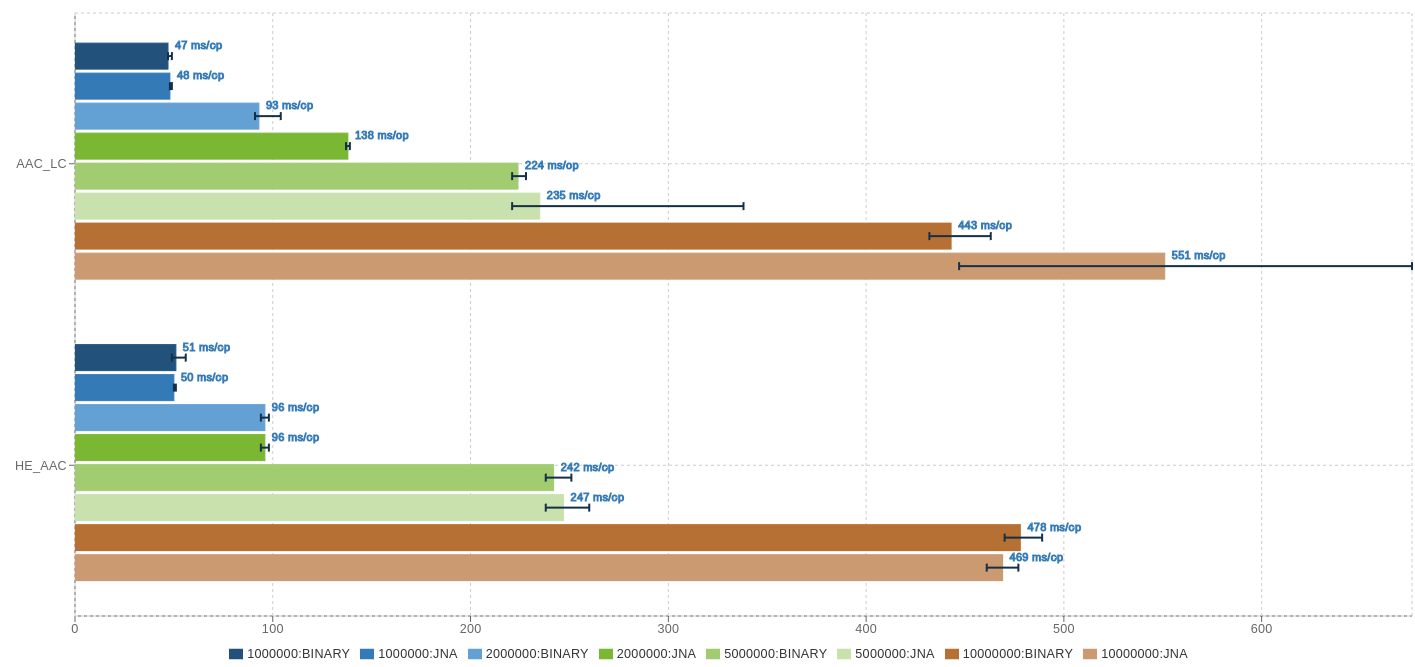 47 ms/op
48 ms/op
93 ms/op
138 ms/op
AAC_LC
224 ms/op
235 ms/op
443 ms/op
551 ms/op
51 ms/op
50 ms/op
96 ms/op
96 ms/op
HE_AAC
242 ms/op
247 ms/op
478 ms/op
469 ms/op
0 100 200 300 400 500 600
1000000:BINARY 1000000:JNA 2000000:BINARY 2000000:JNA 5000000:BINARY 5000000:JNA 10000000:BINARY 10000000:JNA